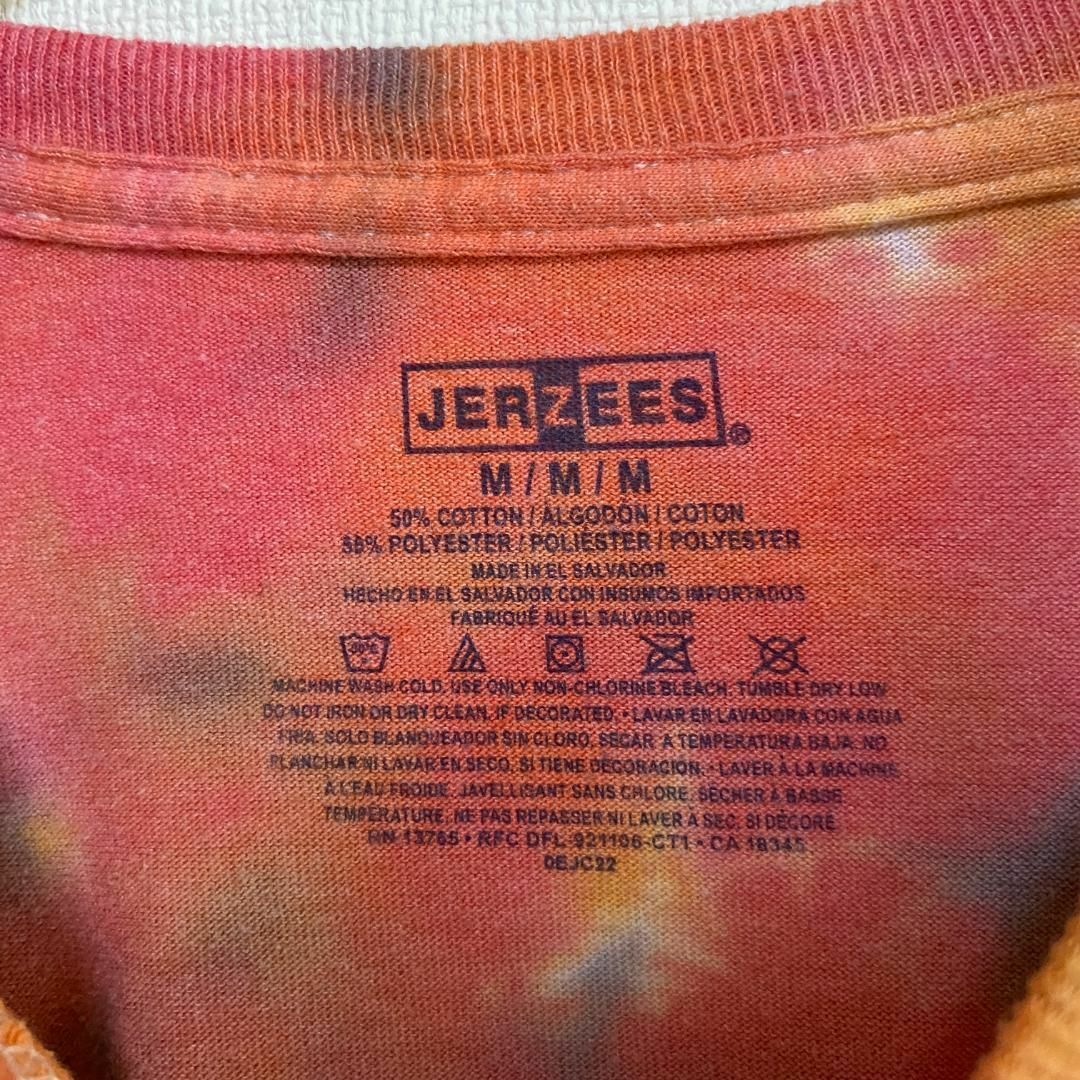 JERZEES®
M / M / M
50% COTTON / ALGODON / COTON
50% POLYESTER / POLIÉSTER / POLYESTER
MADE IN EL SALVADOR
HECHO EN EL SALVADOR CON INSUMOS IMPORTADOS
FABRIQUÉ AU EL SALVADOR
MACHINE WASH COLD, USE ONLY NON-CHLORINE BLEACH, TUMBLE DRY LOW
DO NOT IRON OR DRY CLEAN, IF DECORATED. • LAVAR EN LAVADORA CON AGUA
FRIA, SOLO BLANQUEADOR SIN CLORO, SECAR A TEMPERATURA BAJA. NO
PLANCHAR NI LAVAR EN SECO, SI TIENE DECORACION. • LAVER À LA MACHINE
À L'EAU FROIDE, JAVELLISANT SANS CHLORE, SÉCHER À BASSE
TEMPERATURE, NE PAS REPASSER NI LAVER A SEC, SI DÉCORÉ
RN 13765 • RFC DFL-921106-CT1 • CA 18345
0EJC22